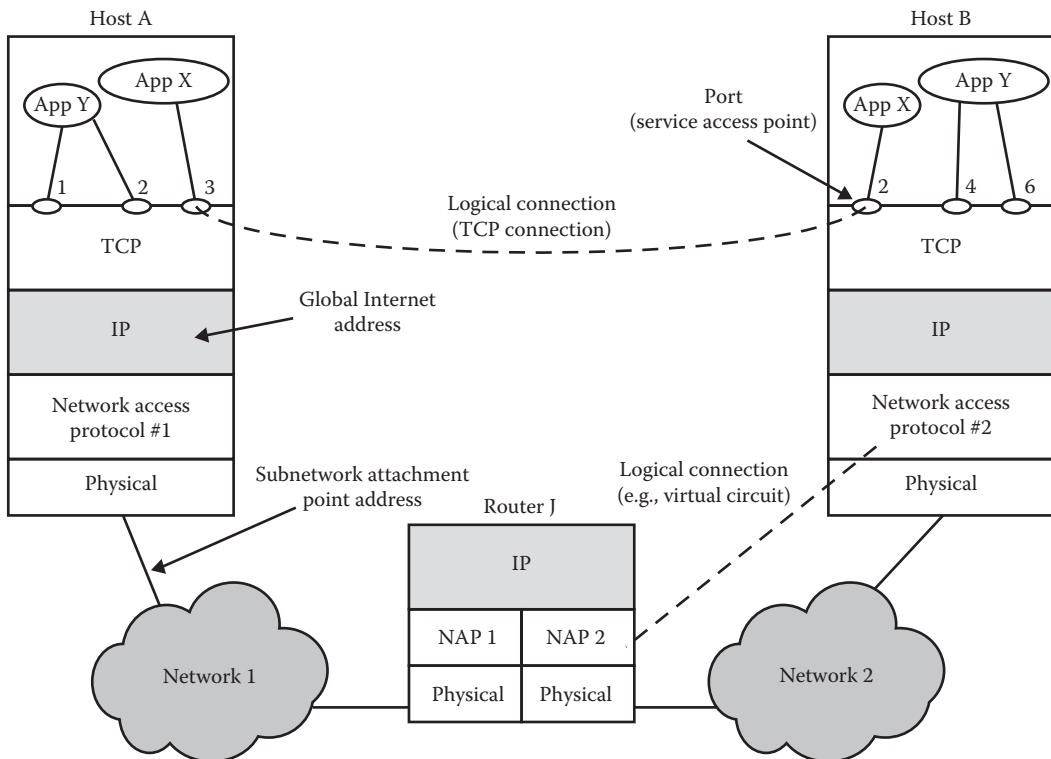 Host A
App Y
App X
1
2
3
TCP
IP
Network access
protocol #1
Physical
Host B
App X
App Y
2
4
6
TCP
IP
Network access
protocol #2
Physical
Port
(service access point)
Logical connection
(TCP connection)
Global Internet
address
Subnetwork attachment
point address
Logical connection
(e.g., virtual circuit)
Router J
IP
NAP 1
NAP 2
Physical
Physical
Network 1
Network 2